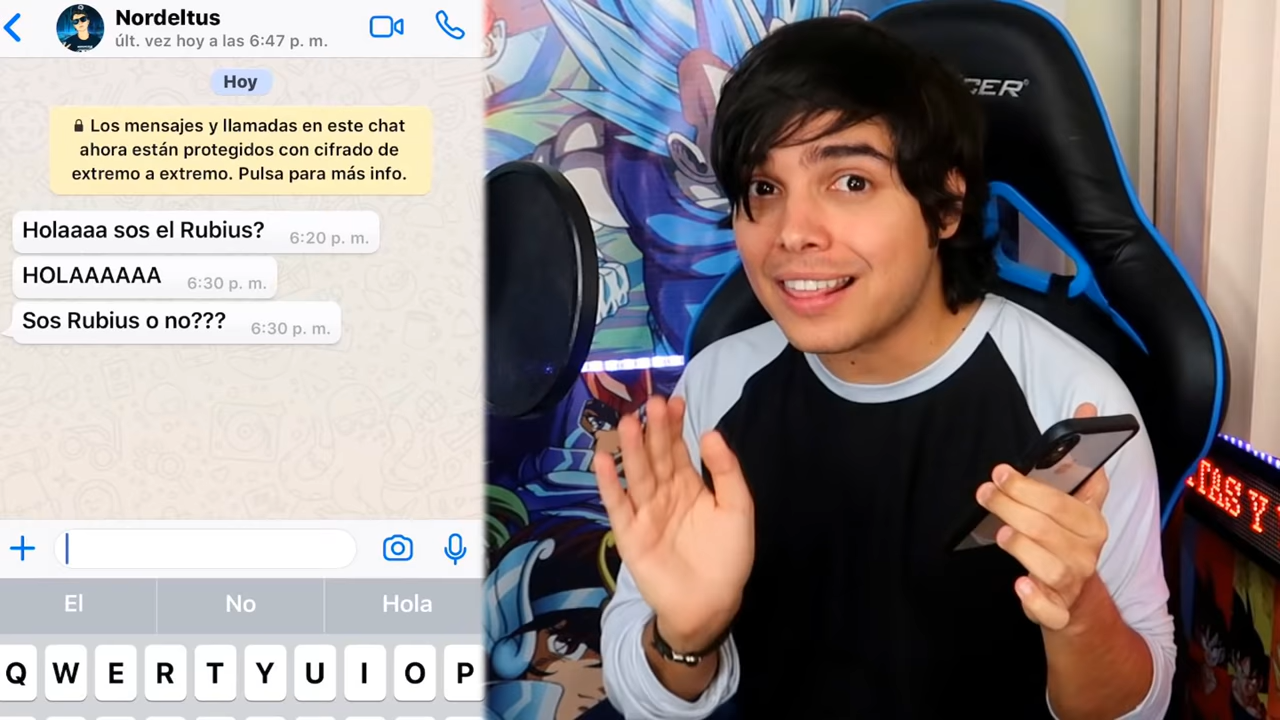 Nordeltus
últ. vez hoy a las 6:47 p. m.
Hoy
Los mensajes y llamadas en este chat
ahora están protegidos con cifrado de
extremo a extremo. Pulsa para más info.
Holaaaa sos el Rubius? 6:20 p. m.
HOLAAAAAA 6:30 p. m.
Sos Rubius o no??? 6:30 p. m.
El No Hola
Q W E R T Y U I O P
CER
TAS Y